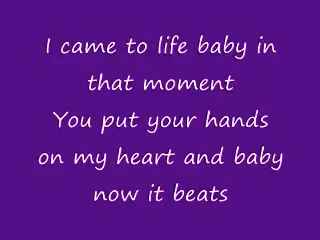 I came to life baby in
that moment
You put your hands
on my heart and baby
now it beats